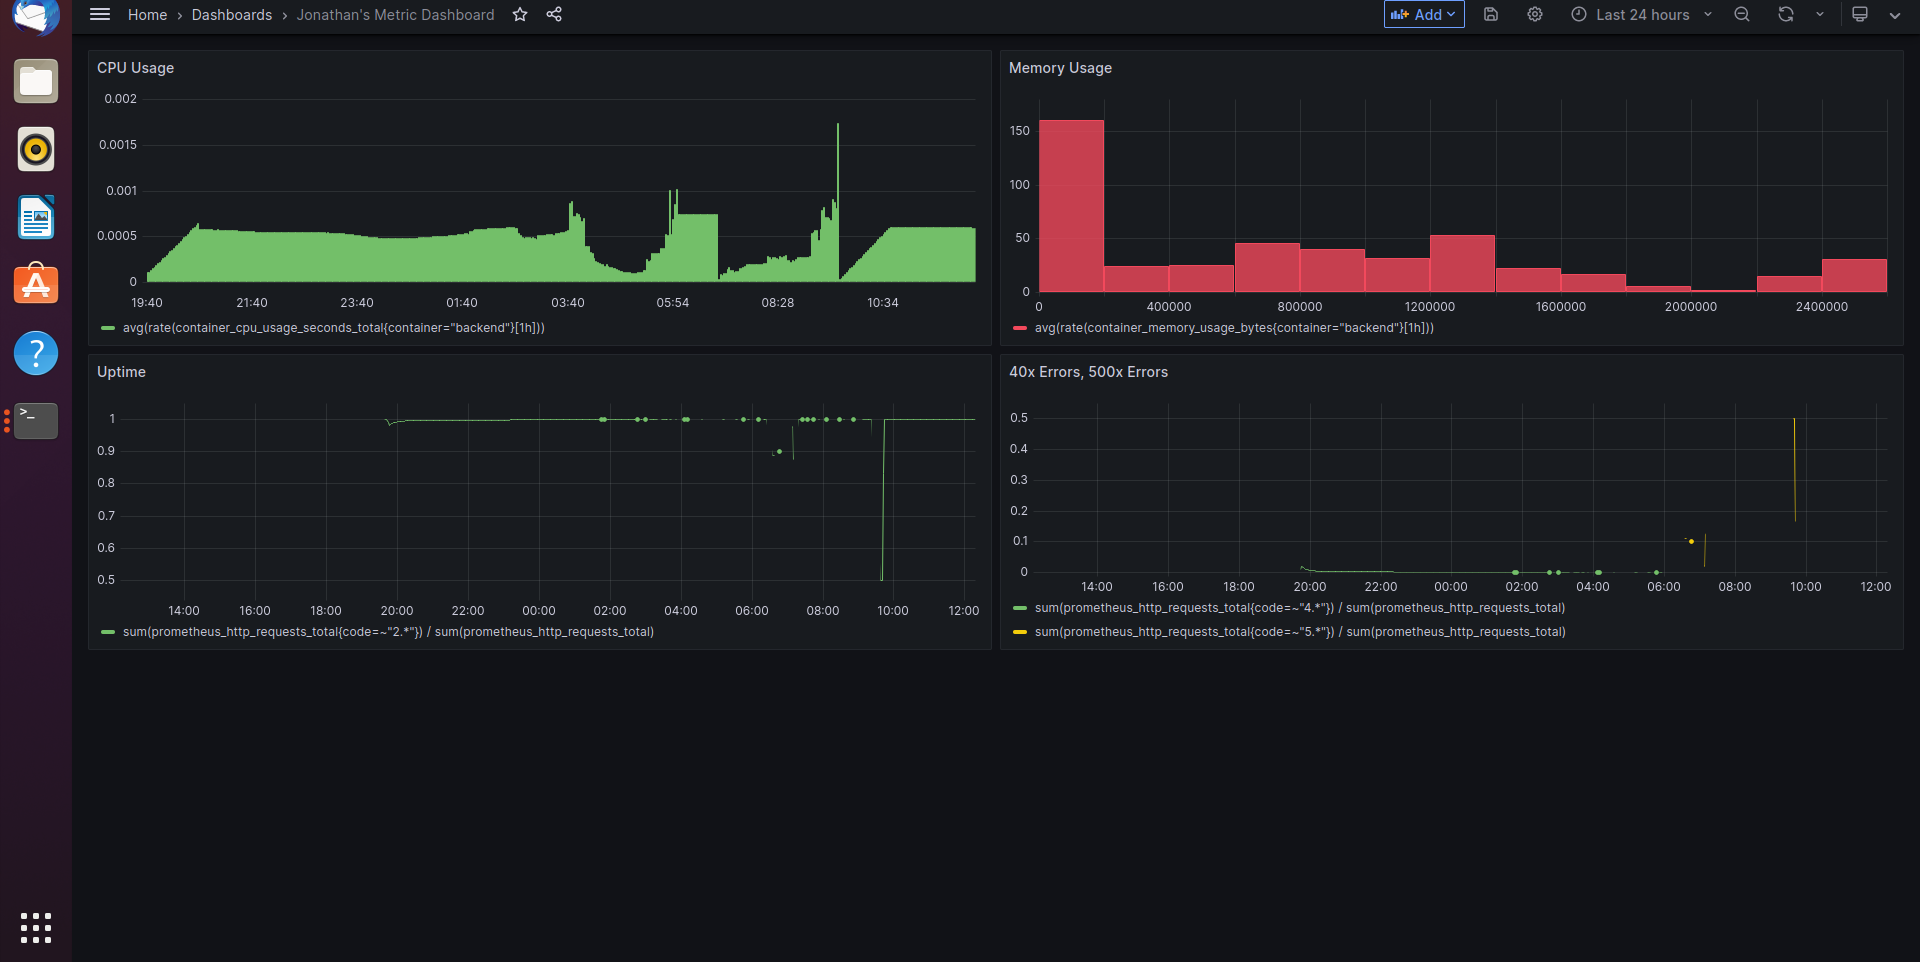 Home › Dashboards › Jonathan's Metric Dashboard
Add
Last 24 hours
CPU Usage
0.002
0.0015
0.001
0.0005
0
19:40 21:40 23:40 01:40 03:40 05:54 08:28 10:34
avg(rate(container_cpu_usage_seconds_total{container="backend"}[1h]))
Memory Usage
150
100
50
0
0 400000 800000 1200000 1600000 2000000 2400000
avg(rate(container_memory_usage_bytes{container="backend"}[1h]))
Uptime
1
0.9
0.8
0.7
0.6
0.5
14:00 16:00 18:00 20:00 22:00 00:00 02:00 04:00 06:00 08:00 10:00 12:00
sum(prometheus_http_requests_total{code=~"2.*"}) / sum(prometheus_http_requests_total)
40x Errors, 500x Errors
0.5
0.4
0.3
0.2
0.1
0
14:00 16:00 18:00 20:00 22:00 00:00 02:00 04:00 06:00 08:00 10:00 12:00
sum(prometheus_http_requests_total{code=~"4.*"}) / sum(prometheus_http_requests_total)
sum(prometheus_http_requests_total{code=~"5.*"}) / sum(prometheus_http_requests_total)